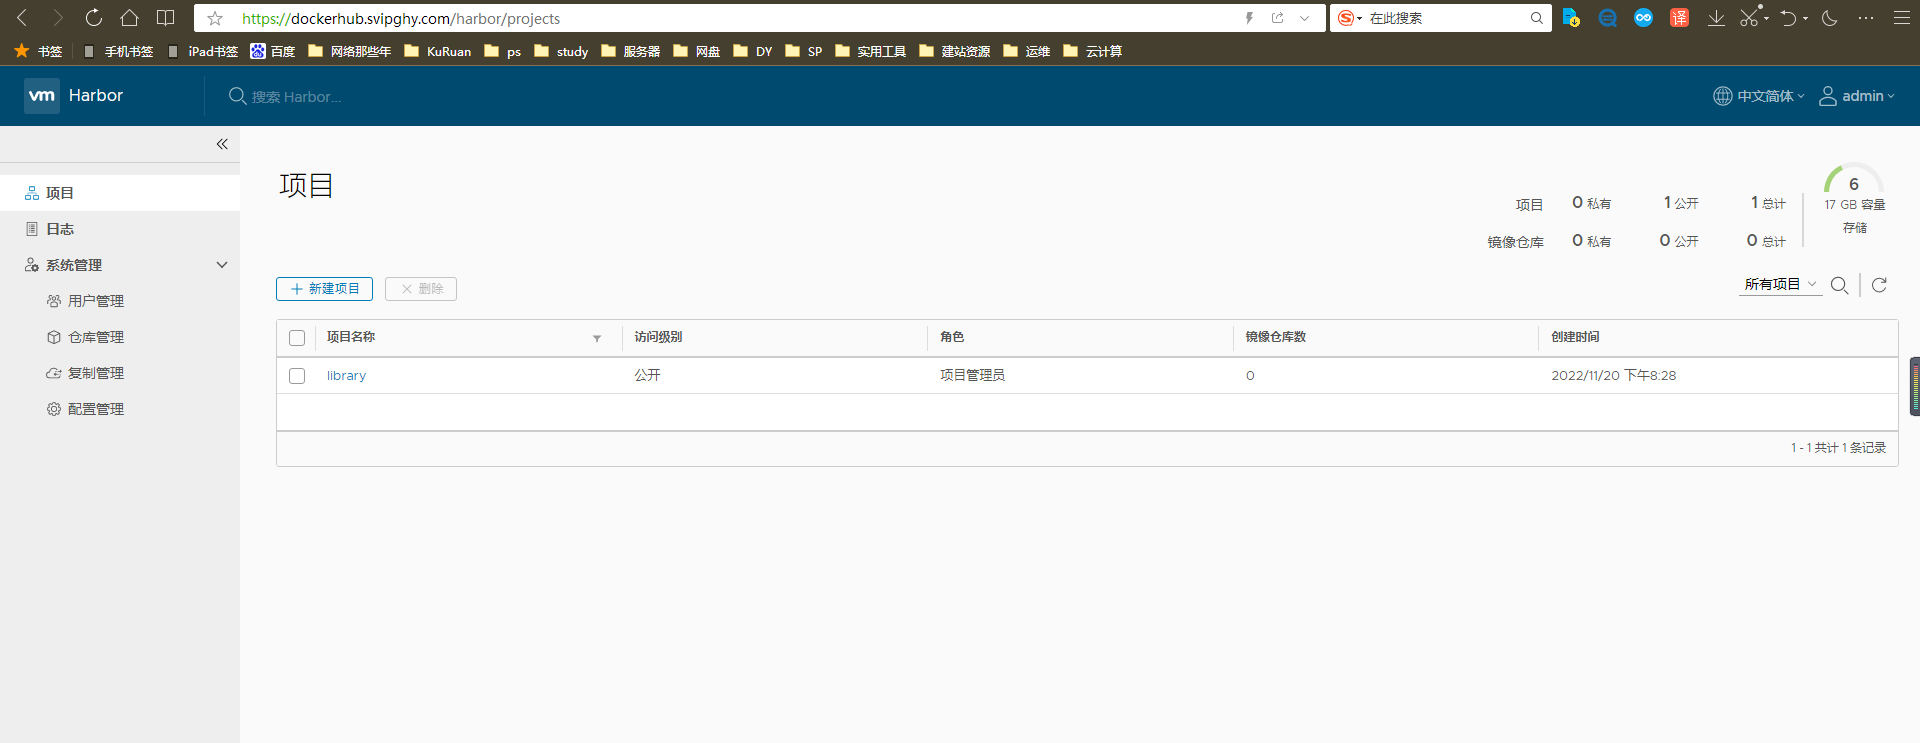 https://dockerhub.svipghy.com/harbor/projects
在此搜索
译
书签 手机书签 iPad书签 百度 网络那些年 KuRuan ps study 服务器 网盘 DY SP 实用工具 建站资源 运维 云计算
vm Harbor
搜索 Harbor...
中文简体
admin
项目
日志
系统管理
用户管理
仓库管理
复制管理
配置管理
项目
项目 0 私有 1 公开 1 总计
镜像仓库 0 私有 0 公开 0 总计
6
17 GB 容量
存储
新建项目 删除
所有项目
项目名称 访问级别 角色 镜像仓库数 创建时间
library 公开 项目管理员 0 2022/11/20 下午8:28
1 - 1 共计 1 条记录